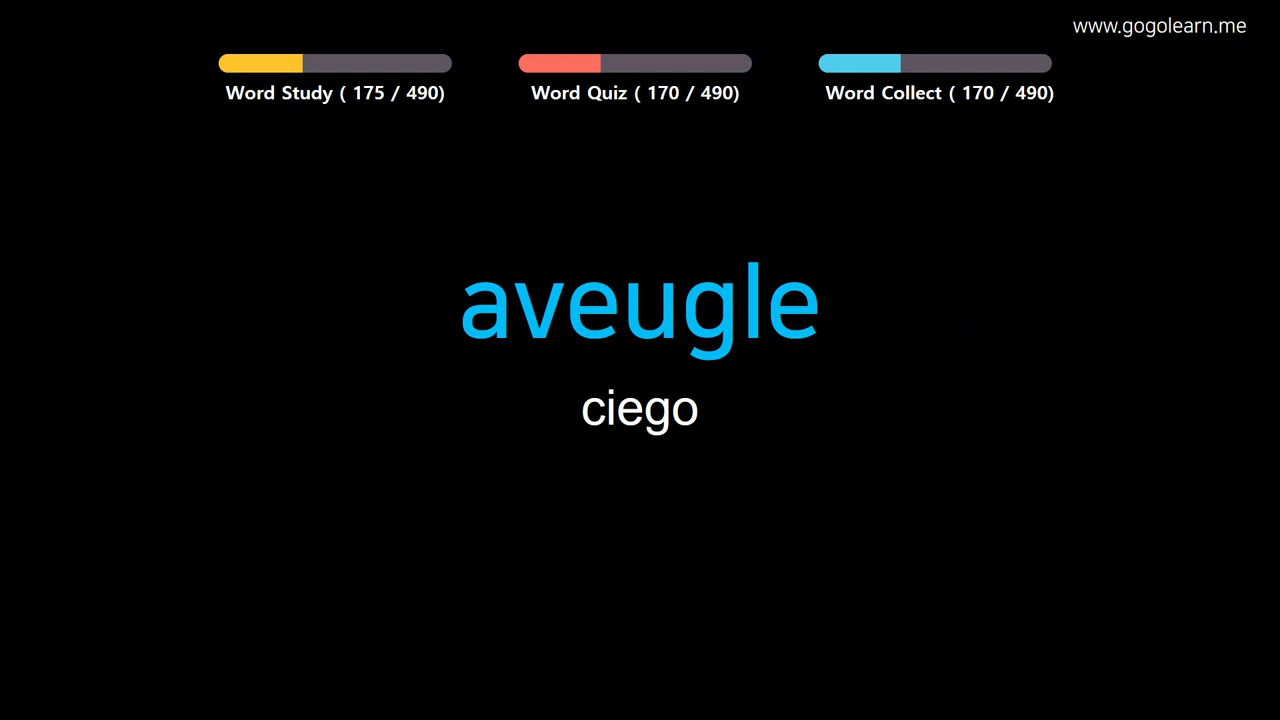 www.gogolearn.me
Word Study ( 175 / 490)
Word Quiz ( 170 / 490)
Word Collect ( 170 / 490)
aveugle
ciego